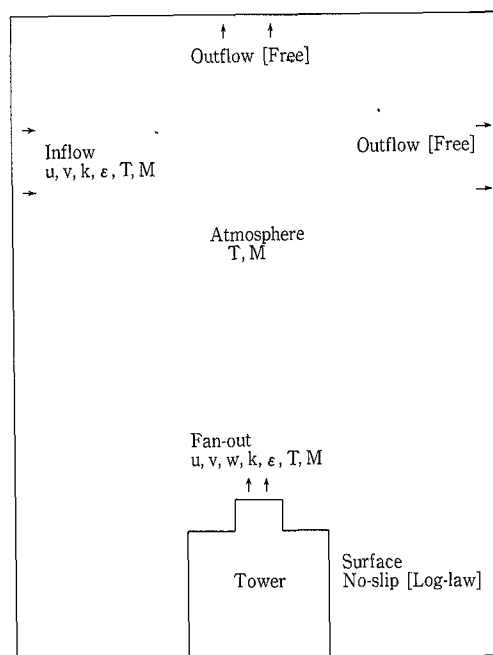 Outflow [Free]
Inflow
u, v, k, ε, T, M
Outflow [Free]
Atmosphere
T, M
Fan-out
u, v, w, k, ε, T, M
Tower
Surface
No-slip [Log-law]